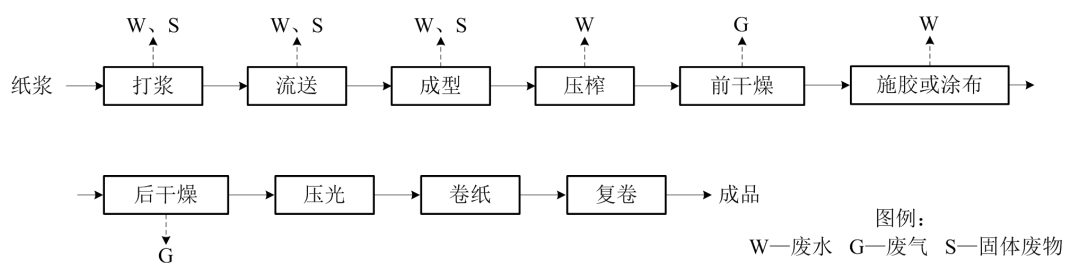 W、S W、S W、S W G W
纸浆 打浆 流送 成型 压榨 前干燥 施胶或涂布
后干燥 压光 卷纸 复卷 成品
G
图例：
W—废水 G—废气 S—固体废物